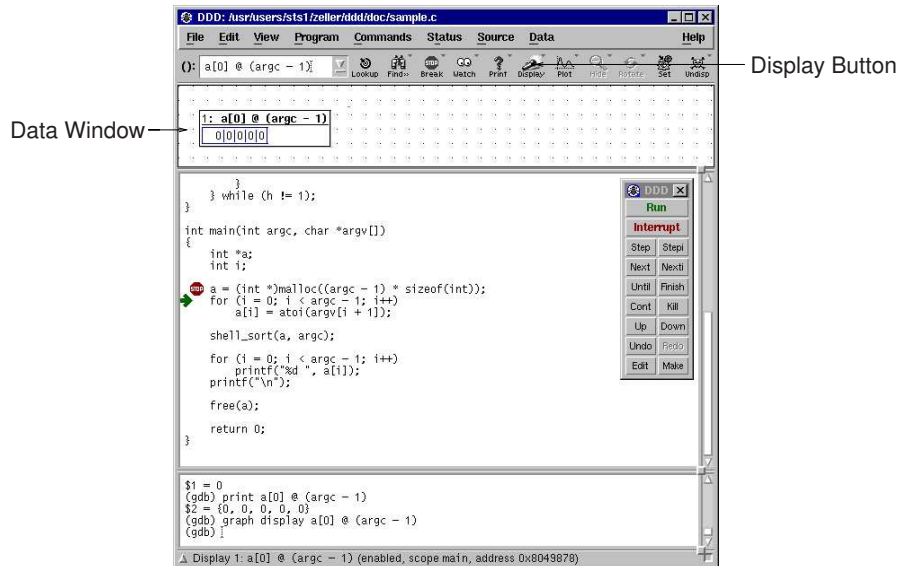 DDD: /usr/users/sts1/zeller/ddd/doc/sample.c
File Edit View Program Commands Status Source Data Help
(): a[0] @ (argc - 1)
Lookup Find>> Break Watch Print Display Plot Hide Rotate Set Undisp
Display Button
Data Window
1: a[0] @ (argc - 1)
0|0|0|0|0
}
} while (h != 1);
}
int main(int argc, char *argv[])
{
int *a;
int i;
STOP a = (int *)malloc((argc - 1) * sizeof(int));
for (i = 0; i < argc - 1; i++)
a[i] = atoi(argv[i + 1]);
shell_sort(a, argc);
for (i = 0; i < argc - 1; i++)
printf("%d ", a[i]);
printf("\n");
free(a);
return 0;
}
DDD
Run
Interrupt
Step Stepi
Next Nexti
Until Finish
Cont Kill
Up Down
Undo Redo
Edit Make
$1 = 0
(gdb) print a[0] @ (argc - 1)
$2 = {0, 0, 0, 0, 0}
(gdb) graph display a[0] @ (argc - 1)
(gdb)
Display 1: a[0] @ (argc - 1) (enabled, scope main, address 0x8049878)